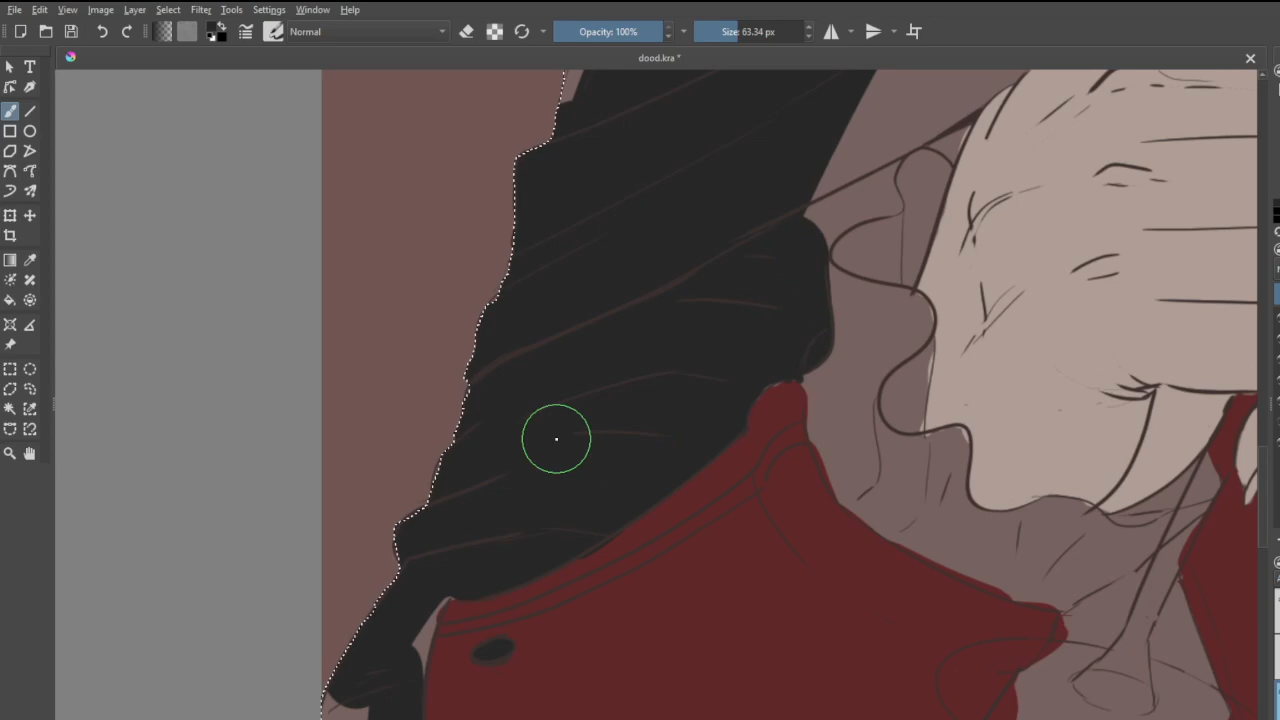 File Edit View Image Layer Select Filter Tools Settings Window Help
Normal Opacity: 100% Size: 63.34 px
dood.kra *